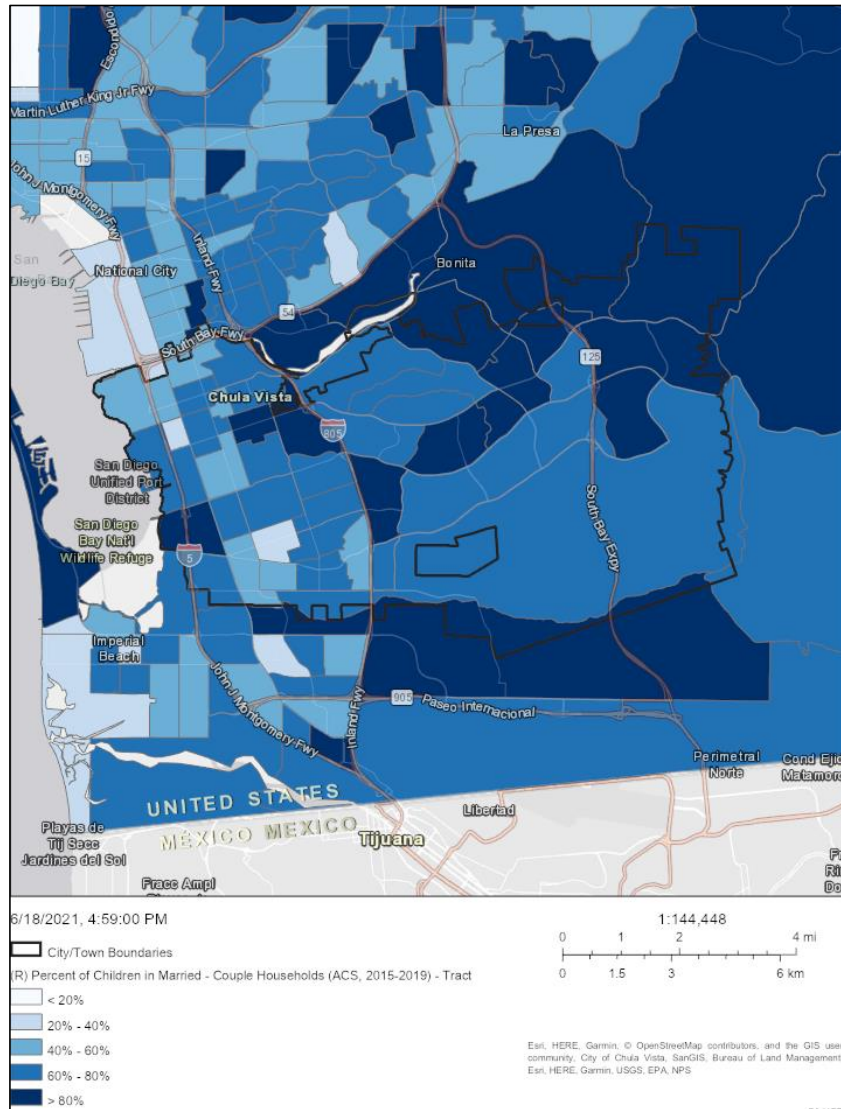 Escondido
Martin Luther King Jr Fwy
La Presa
15
John J Montgomery Fwy
San
Diego Bay
National City
Inland Fwy
Bonita
54
South Bay Fwy
125
Chula Vista
805
San Diego
Unified Port
District
San Diego
Bay Nat'l
Wildlife Refuge
5
South Bay Expy
Imperial
Beach
John J Montgomery Fwy
Inland Fwy
905
Paseo Internacional
Perimetral
Norte
Cond Ejic
Matamoro
UNITED STATES
MÉXICO MEXICO
Libertad
Playas de
Tij Secc
Jardines del Sol
Tijuana
Fracc Ampl
6/18/2021, 4:59:00 PM
City/Town Boundaries
(R) Percent of Children in Married - Couple Households (ACS, 2015-2019) - Tract
< 20%
20% - 40%
40% - 60%
60% - 80%
> 80%
1:144,448
0 1 2 4 mi
0 1.5 3 6 km
Esri, HERE, Garmin, © OpenStreetMap contributors, and the GIS user
community, City of Chula Vista, SanGIS, Bureau of Land Management,
Esri, HERE, Garmin, USGS, EPA, NPS